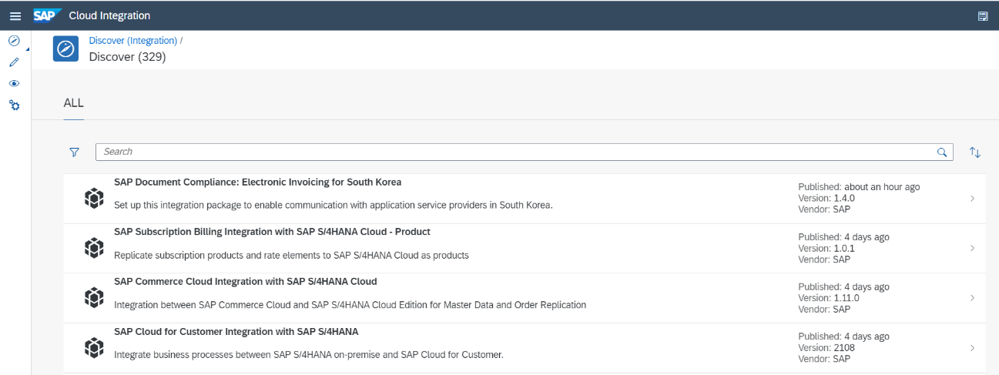 SAP Cloud Integration
Discover (Integration) /
Discover (329)
ALL
Search
SAP Document Compliance: Electronic Invoicing for South Korea
Set up this integration package to enable communication with application service providers in South Korea.
Published: about an hour ago
Version: 1.4.0
Vendor: SAP
SAP Subscription Billing Integration with SAP S/4HANA Cloud - Product
Replicate subscription products and rate elements to SAP S/4HANA Cloud as products
Published: 4 days ago
Version: 1.0.1
Vendor: SAP
SAP Commerce Cloud Integration with SAP S/4HANA Cloud
Integration between SAP Commerce Cloud and SAP S/4HANA Cloud Edition for Master Data and Order Replication
Published: 4 days ago
Version: 1.11.0
Vendor: SAP
SAP Cloud for Customer Integration with SAP S/4HANA
Integrate business processes between SAP S/4HANA on-premise and SAP Cloud for Customer.
Published: 4 days ago
Version: 2108
Vendor: SAP